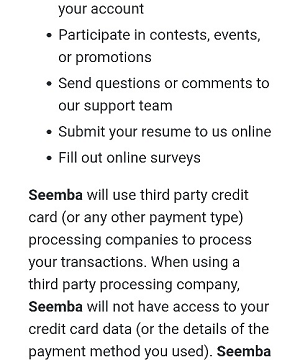 your account
• Participate in contests, events,
or promotions
• Send questions or comments to
our support team
• Submit your resume to us online
• Fill out online surveys
Seemba will use third party credit
card (or any other payment type)
processing companies to process
your transactions. When using a
third party processing company,
Seemba will not have access to your
credit card data (or the details of the
payment method you used). Seemba